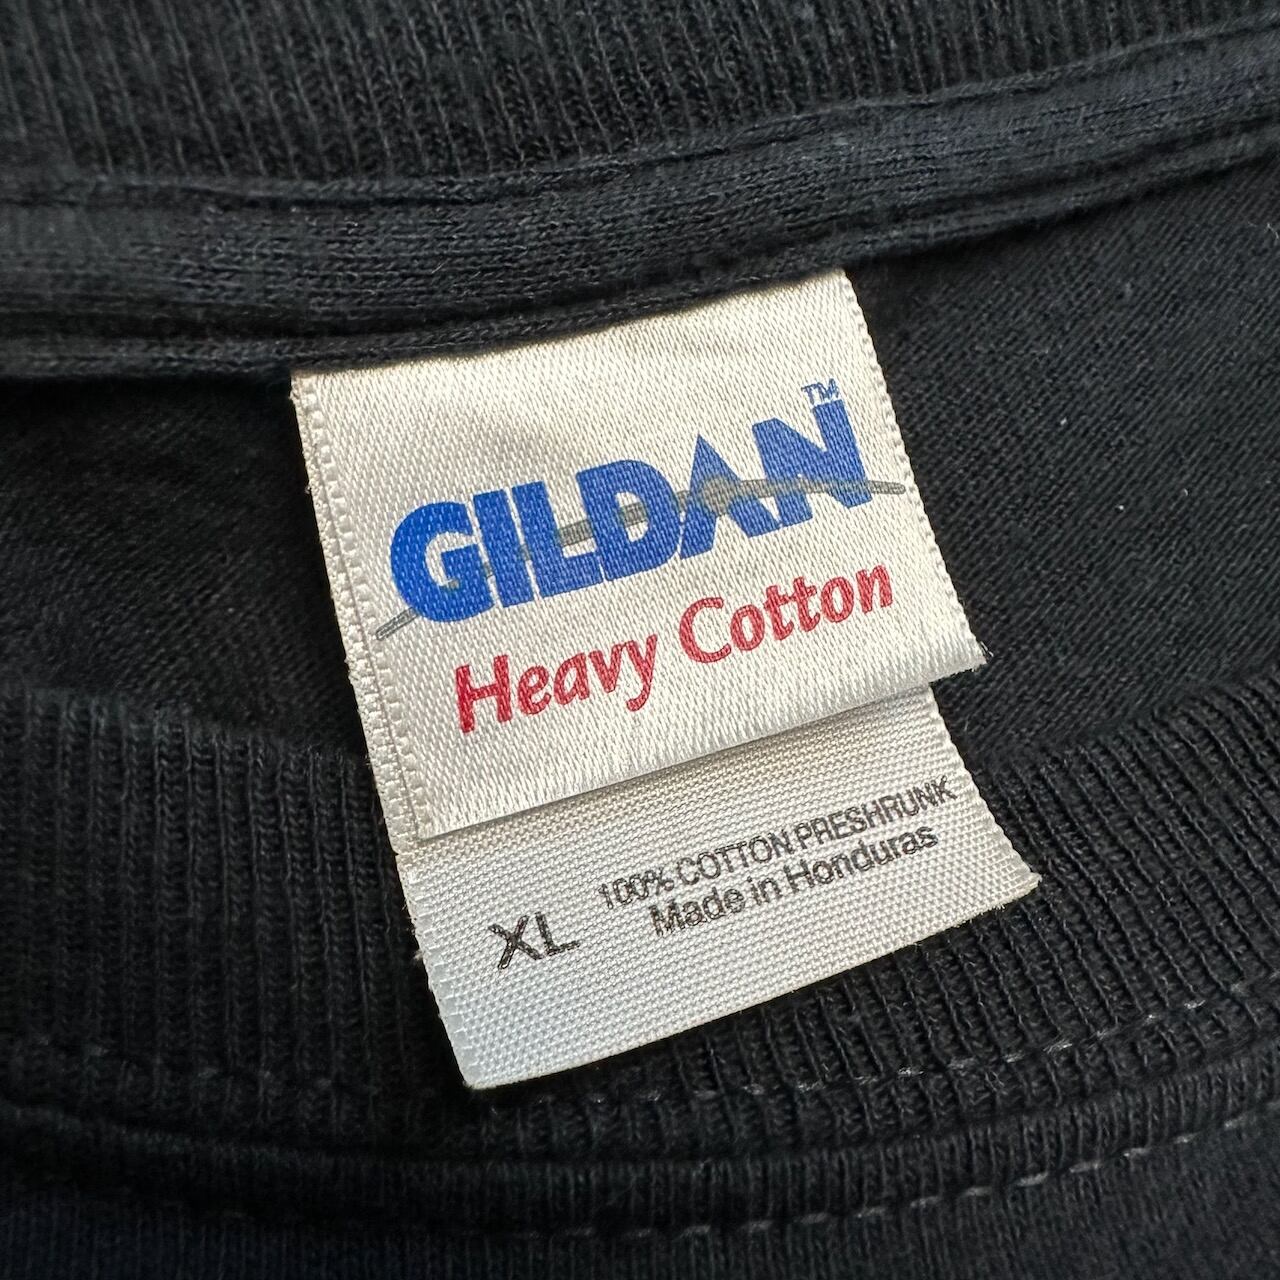 GILDAN™
Heavy Cotton
100% COTTON PRESHRUNK
XL Made in Honduras